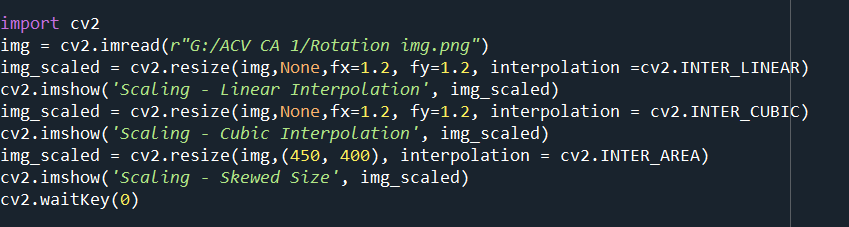 import cv2
img = cv2.imread(r"G:/ACV CA 1/Rotation img.png")
img_scaled = cv2.resize(img,None,fx=1.2, fy=1.2, interpolation =cv2.INTER_LINEAR)
cv2.imshow('Scaling - Linear Interpolation', img_scaled)
img_scaled = cv2.resize(img,None,fx=1.2, fy=1.2, interpolation = cv2.INTER_CUBIC)
cv2.imshow('Scaling - Cubic Interpolation', img_scaled)
img_scaled = cv2.resize(img,(450, 400), interpolation = cv2.INTER_AREA)
cv2.imshow('Scaling - Skewed Size', img_scaled)
cv2.waitKey(0)